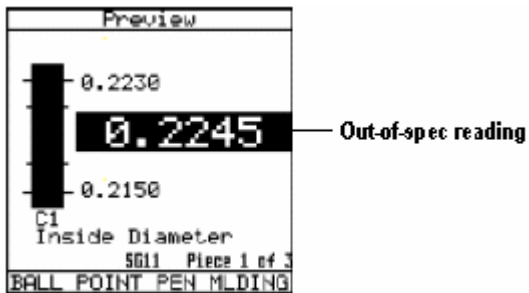 Preview
0.2230
0.2245
Out-of-spec reading
0.2150
C1
Inside Diameter
SG11 Piece 1 of 3
BALL POINT PEN MLDING